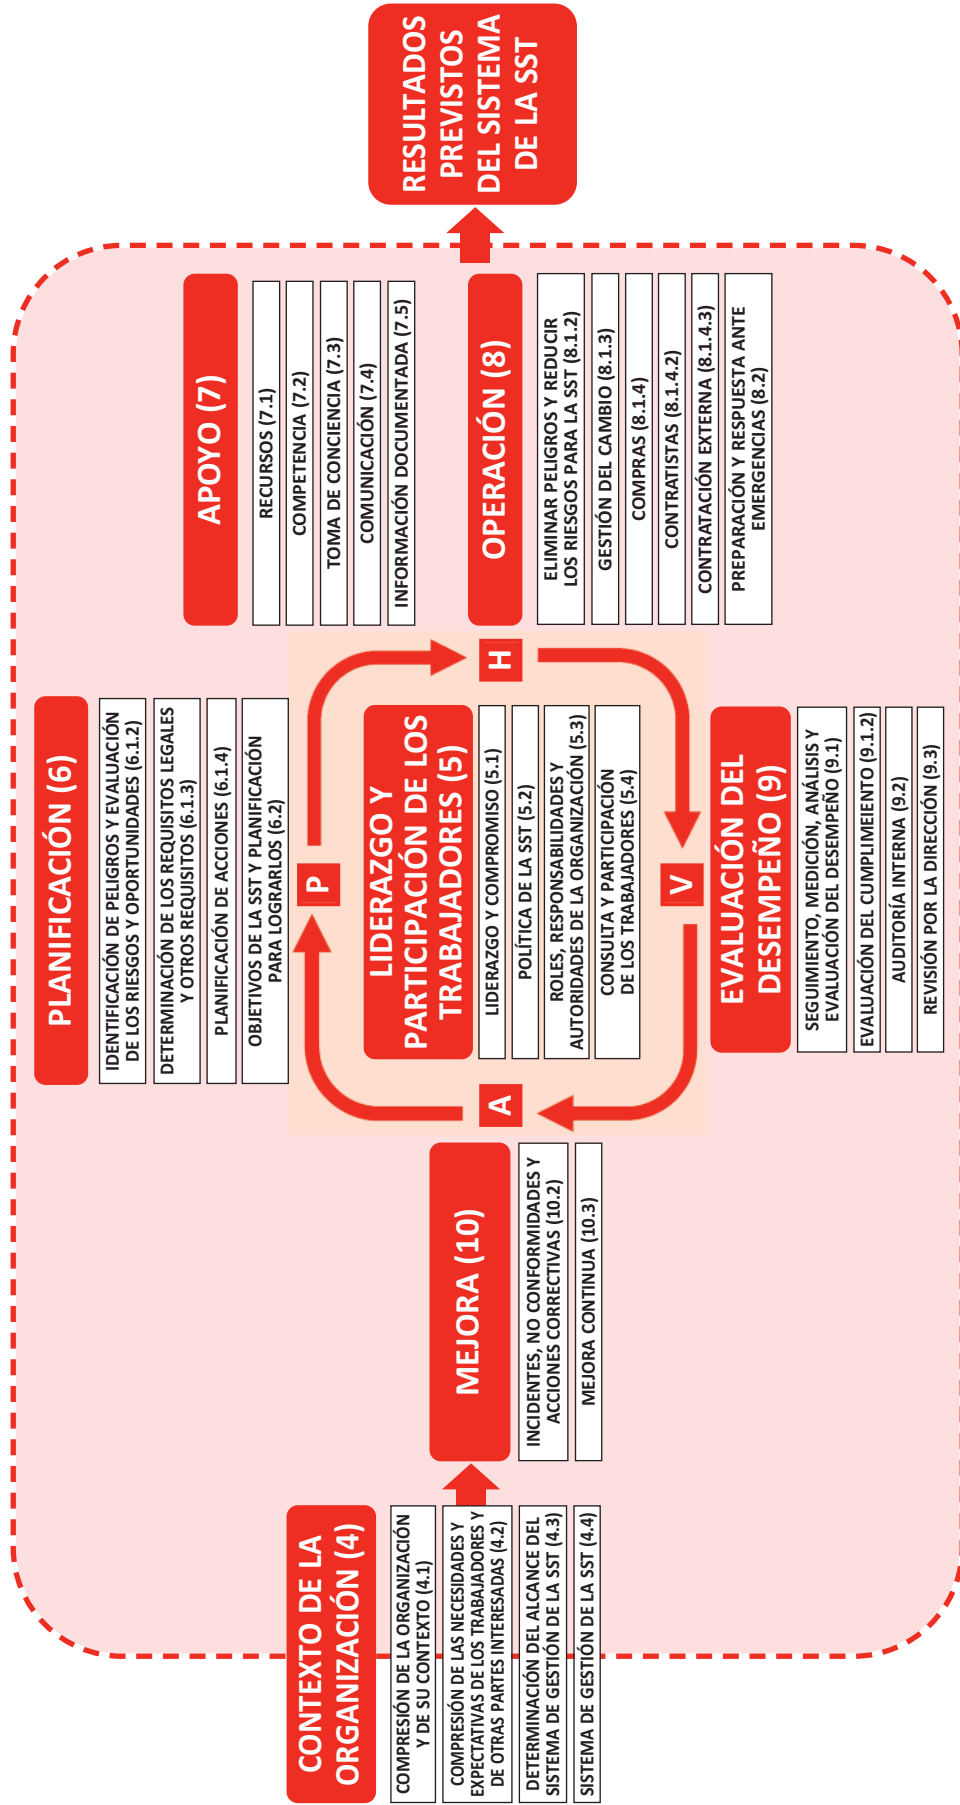 CONTEXTO DE LA
ORGANIZACIÓN (4)
COMPRESIÓN DE LA ORGANIZACIÓN
Y DE SU CONTEXTO (4.1)
COMPRESIÓN DE LAS NECESIDADES Y
EXPECTATIVAS DE LOS TRABAJADORES Y
DE OTRAS PARTES INTERESADAS (4.2)
DETERMINACIÓN DEL ALCANCE DEL
SISTEMA DE GESTIÓN DE LA SST (4.3)
SISTEMA DE GESTIÓN DE LA SST (4.4)
MEJORA (10)
INCIDENTES, NO CONFORMIDADES Y
ACCIONES CORRECTIVAS (10.2)
MEJORA CONTINUA (10.3)
PLANIFICACIÓN (6)
IDENTIFICACIÓN DE PELIGROS Y EVALUACIÓN
DE LOS RIESGOS Y OPORTUNIDADES (6.1.2)
DETERMINACIÓN DE LOS REQUISITOS LEGALES
Y OTROS REQUISITOS (6.1.3)
PLANIFICACIÓN DE ACCIONES (6.1.4)
OBJETIVOS DE LA SST Y PLANIFICACIÓN
PARA LOGRARLOS (6.2)
P
A
LIDERAZGO Y
PARTICIPACIÓN DE LOS
TRABAJADORES (5)
LIDERAZGO Y COMPROMISO (5.1)
POLÍTICA DE LA SST (5.2)
ROLES, RESPONSABILIDADES Y
AUTORIDADES DE LA ORGANIZACIÓN (5.3)
CONSULTA Y PARTICIPACIÓN
DE LOS TRABAJADORES (5.4)
H
V
EVALUACIÓN DEL
DESEMPEÑO (9)
SEGUIMIENTO, MEDICIÓN, ANÁLISIS Y
EVALUACIÓN DEL DESEMPEÑO (9.1)
EVALUACIÓN DEL CUMPLIMIENTO (9.1.2)
AUDITORÍA INTERNA (9.2)
REVISIÓN POR LA DIRECCIÓN (9.3)
APOYO (7)
RECURSOS (7.1)
COMPETENCIA (7.2)
TOMA DE CONCIENCIA (7.3)
COMUNICACIÓN (7.4)
INFORMACIÓN DOCUMENTADA (7.5)
OPERACIÓN (8)
ELIMINAR PELIGROS Y REDUCIR
LOS RIESGOS PARA LA SST (8.1.2)
GESTIÓN DEL CAMBIO (8.1.3)
COMPRAS (8.1.4)
CONTRATISTAS (8.1.4.2)
CONTRATACIÓN EXTERNA (8.1.4.3)
PREPARACIÓN Y RESPUESTA ANTE
EMERGENCIAS (8.2)
RESULTADOS
PREVISTOS
DEL SISTEMA
DE LA SST